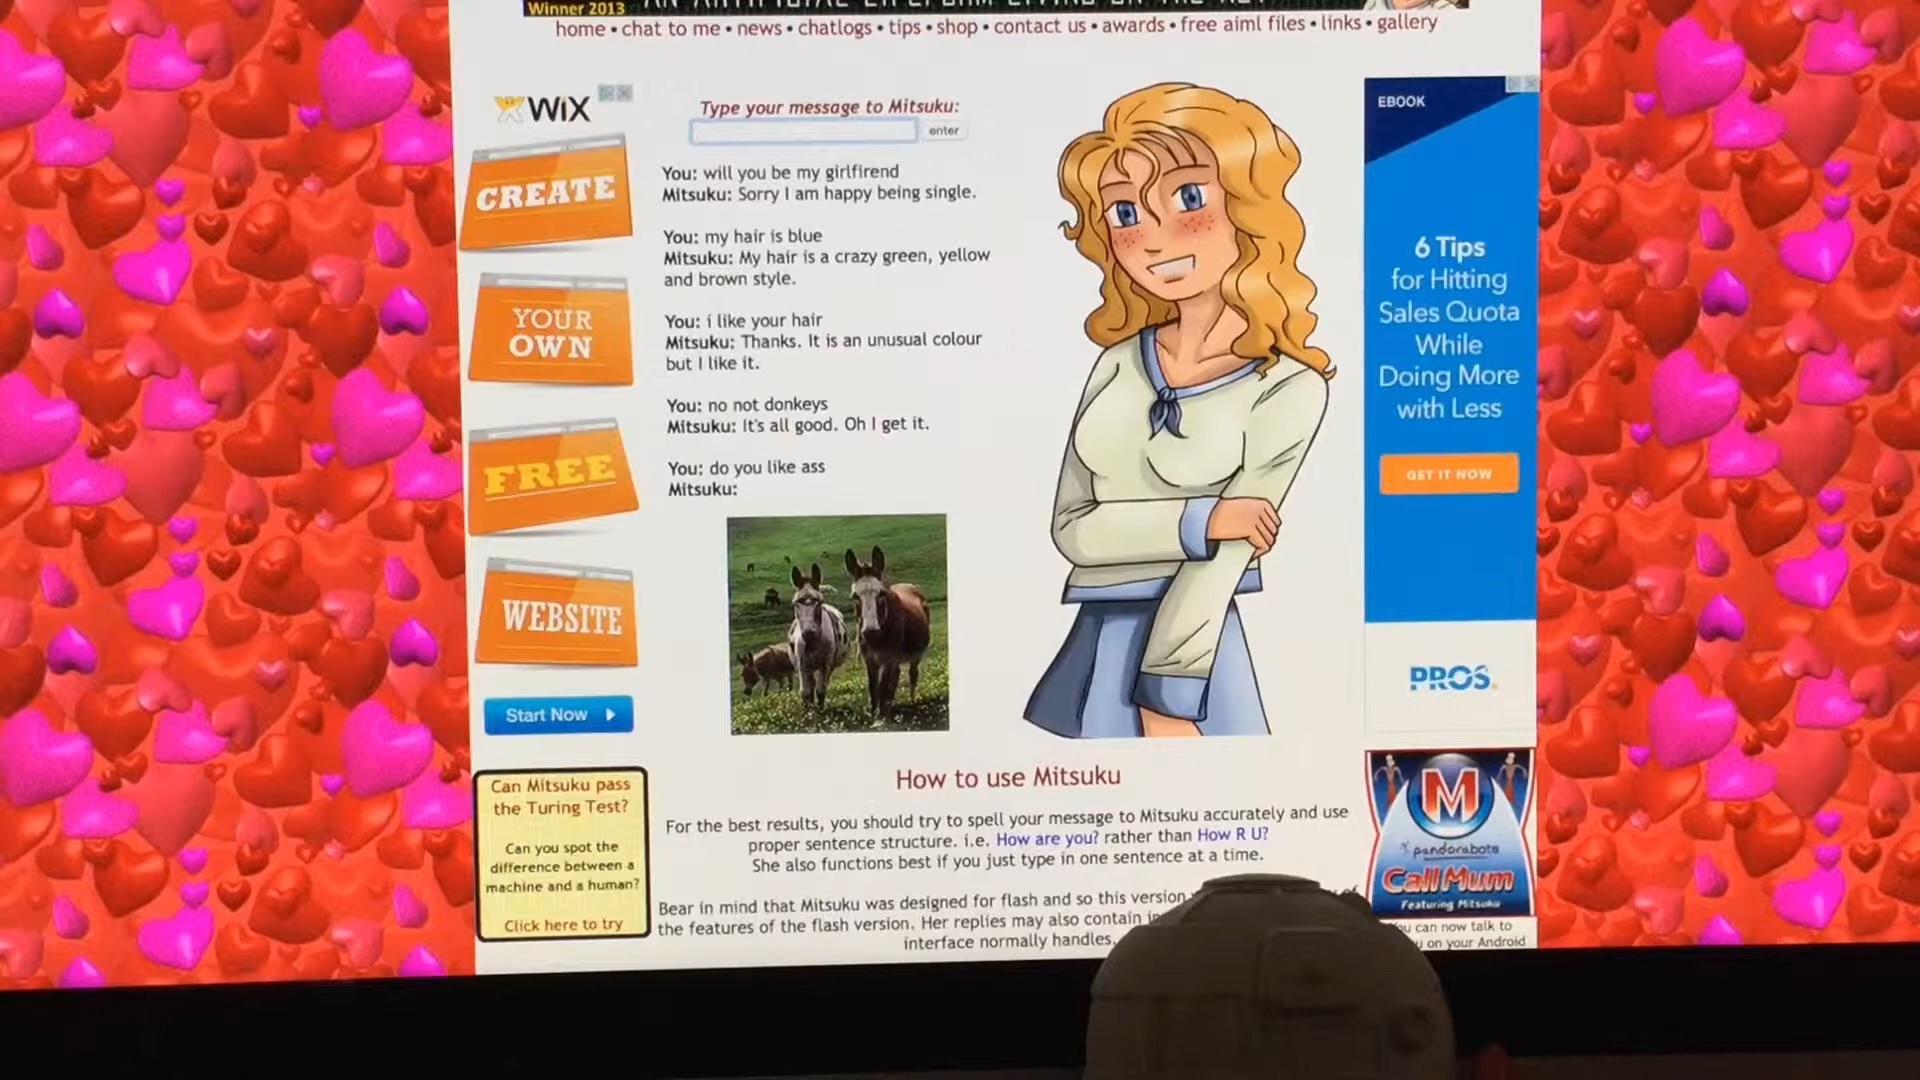 Winner 2013
home • chat to me • news • chatlogs • tips • shop • contact us • awards • free aiml files • links • gallery
WiX
CREATE
YOUR
OWN
FREE
WEBSITE
Start Now
Type your message to Mitsuku:
enter
You: will you be my girlfirend
Mitsuku: Sorry I am happy being single.
You: my hair is blue
Mitsuku: My hair is a crazy green, yellow
and brown style.
You: i like your hair
Mitsuku: Thanks. It is an unusual colour
but I like it.
You: no not donkeys
Mitsuku: It's all good. Oh I get it.
You: do you like ass
Mitsuku:
EBOOK
6 Tips
for Hitting
Sales Quota
While
Doing More
with Less
GET IT NOW
PROS
Can Mitsuku pass
the Turing Test?
Can you spot the
difference between a
machine and a human?
Click here to try
How to use Mitsuku
For the best results, you should try to spell your message to Mitsuku accurately and use
proper sentence structure. i.e. How are you? rather than How R U?
She also functions best if you just type in one sentence at a time.
Bear in mind that Mitsuku was designed for flash and so this version
the features of the flash version. Her replies may also contain
interface normally handles.
M
pandorabots
Call Mum
Featuring Mitsuku
can now talk to
on your Android